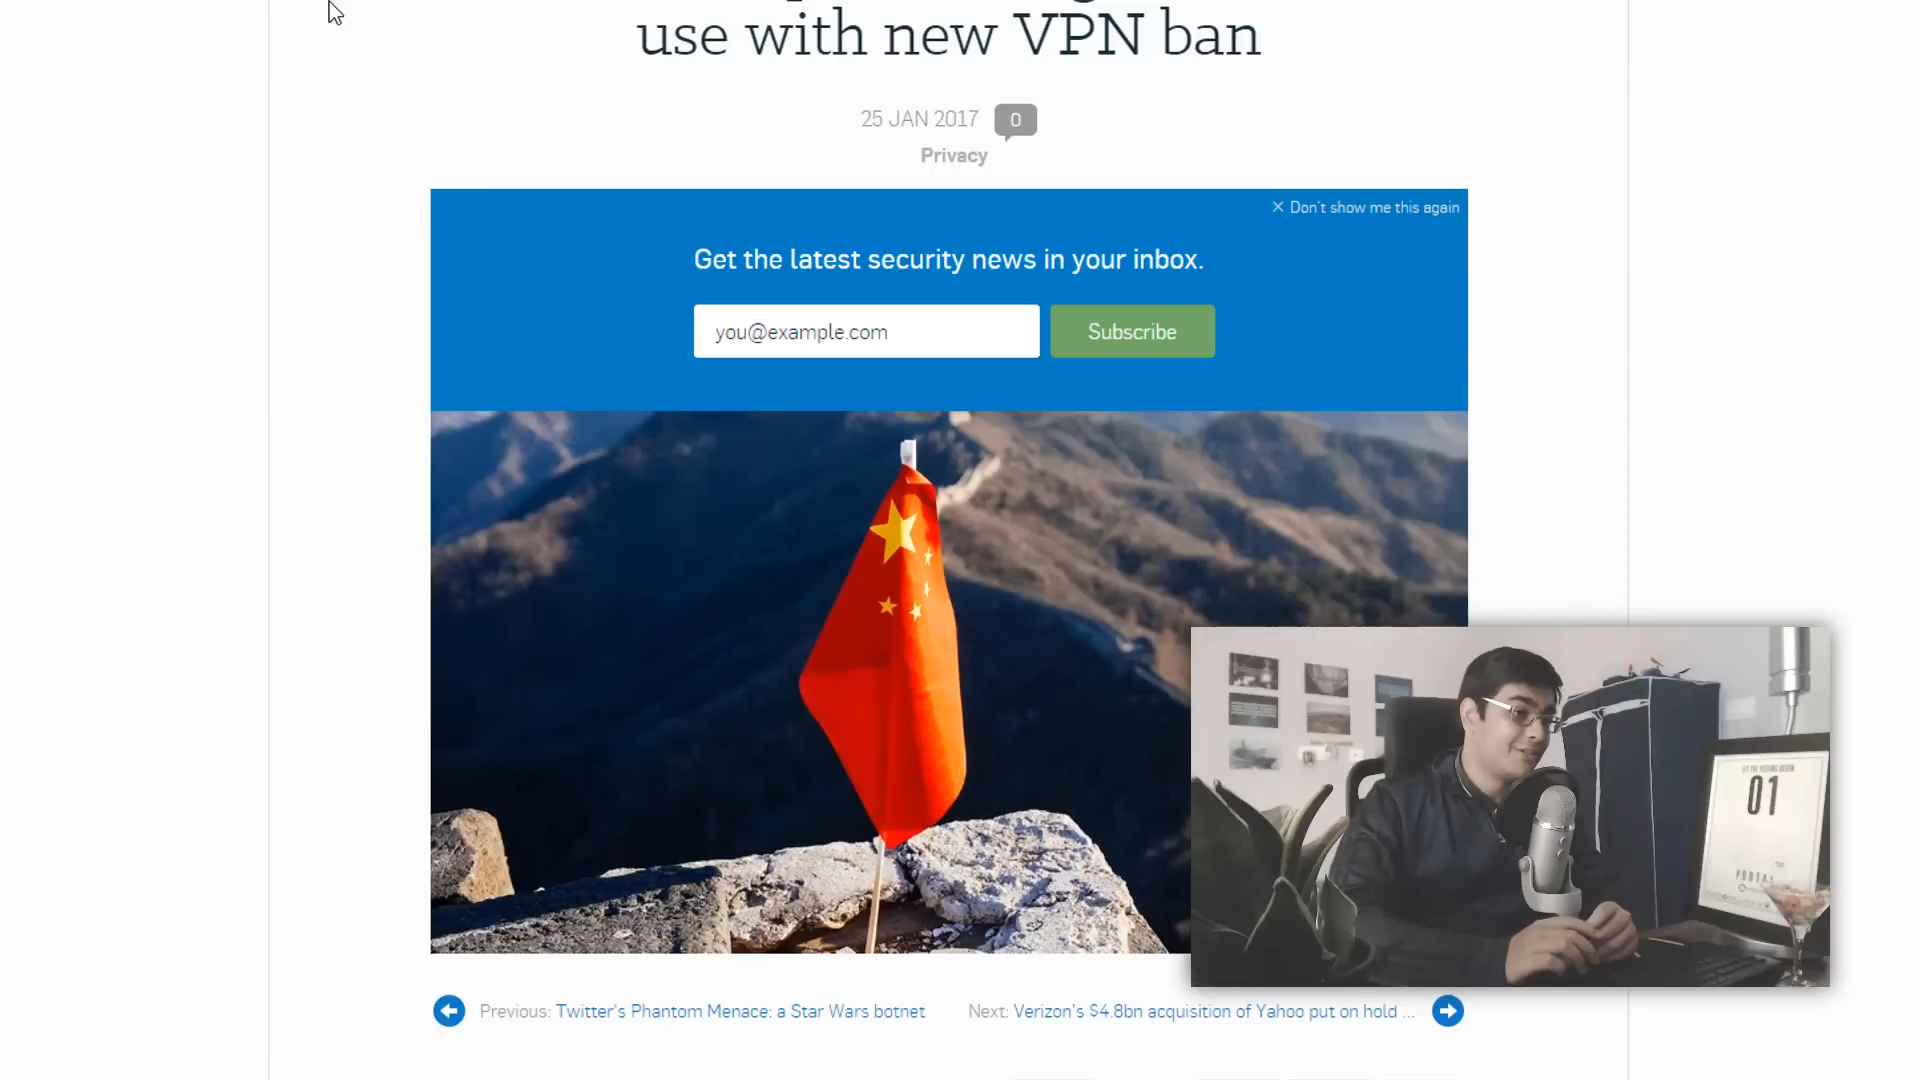 use with new VPN ban
25 JAN 2017 0
Privacy
× Don't show me this again
Get the latest security news in your inbox.
you@example.com Subscribe
01
Previous: Twitter's Phantom Menace: a Star Wars botnet
Next: Verizon's $4.8bn acquisition of Yahoo put on hold ...